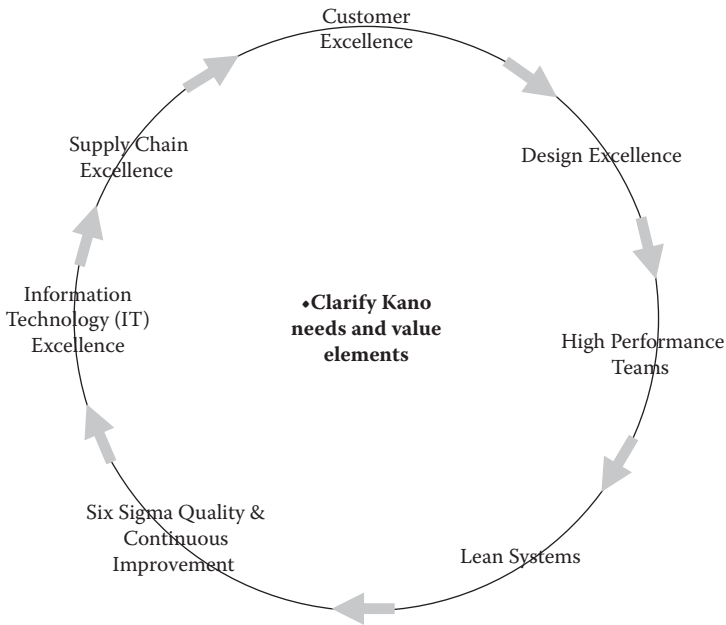 Customer
Excellence
Design Excellence
High Performance
Teams
Lean Systems
Six Sigma Quality &
Continuous
Improvement
Information
Technology (IT)
Excellence
Supply Chain
Excellence
⬥Clarify Kano
needs and value
elements